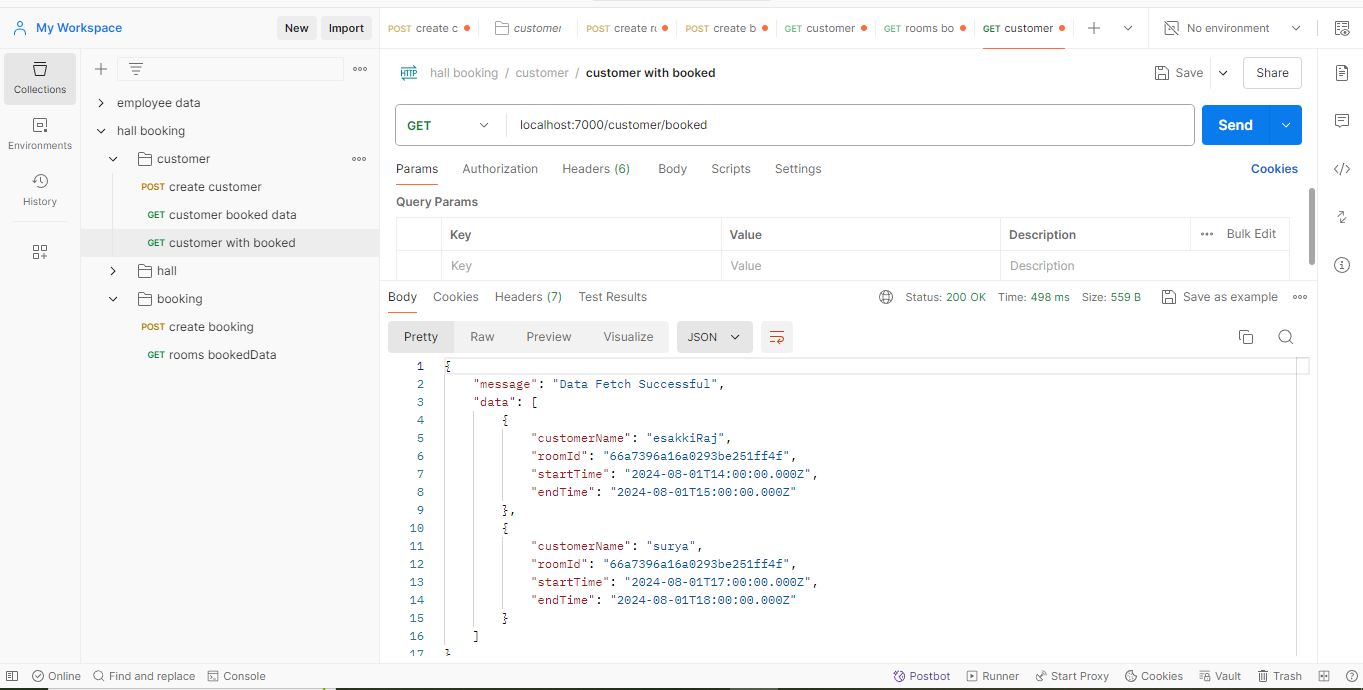 My Workspace
New
Import
POST create c
customer
POST create r
POST create b
GET customer
GET rooms bo
GET customer
No environment
Collections
Environments
History
employee data
hall booking
customer
POST create customer
GET customer booked data
GET customer with booked
hall
booking
POST create booking
GET rooms bookedData
HTTP hall booking / customer / customer with booked
Save
Share
GET localhost:7000/customer/booked
Send
Params Authorization Headers (6) Body Scripts Settings Cookies
Query Params
Key Value Description Bulk Edit
Key Value Description
Body Cookies Headers (7) Test Results Status: 200 OK Time: 498 ms Size: 559 B Save as example
Pretty Raw Preview Visualize JSON
1 {
2 "message": "Data Fetch Successful",
3 "data": [
4 {
5 "customerName": "esakkiRaj",
6 "roomId": "66a7396a16a0293be251ff4f",
7 "startTime": "2024-08-01T14:00:00.000Z",
8 "endTime": "2024-08-01T15:00:00.000Z"
9 },
10 {
11 "customerName": "surya",
12 "roomId": "66a7396a16a0293be251ff4f",
13 "startTime": "2024-08-01T17:00:00.000Z",
14 "endTime": "2024-08-01T18:00:00.000Z"
15 }
16 ]
17 }
Online Find and replace Console Postbot Runner Start Proxy Cookies Vault Trash